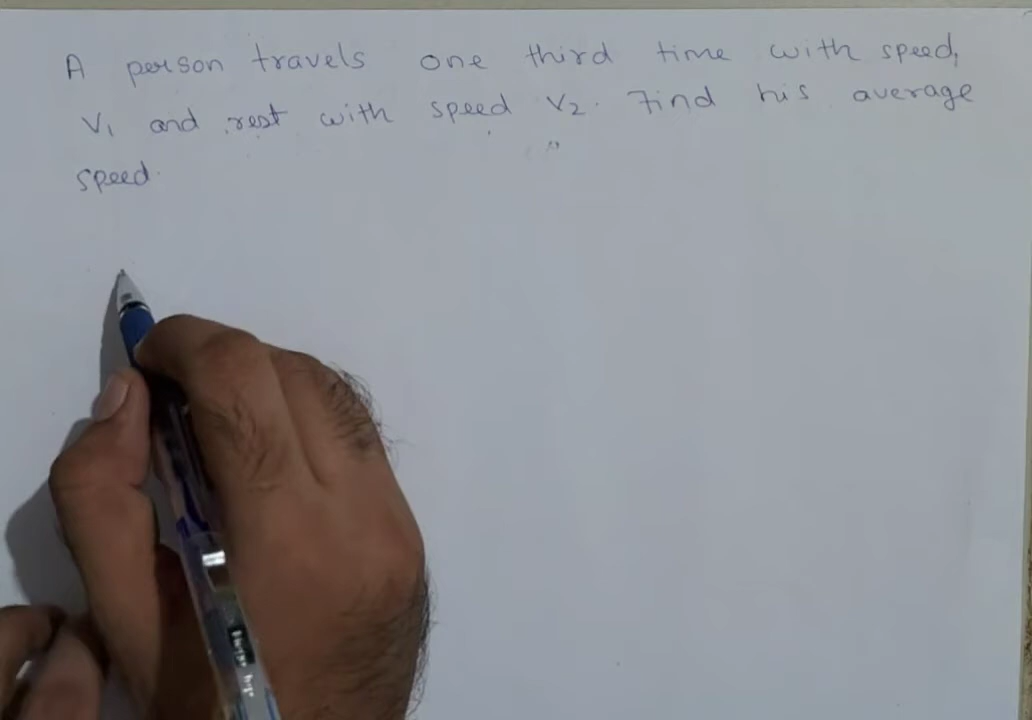 A person travels one third time with speed,
V₁ and rest with speed V₂. Find his average
speed.